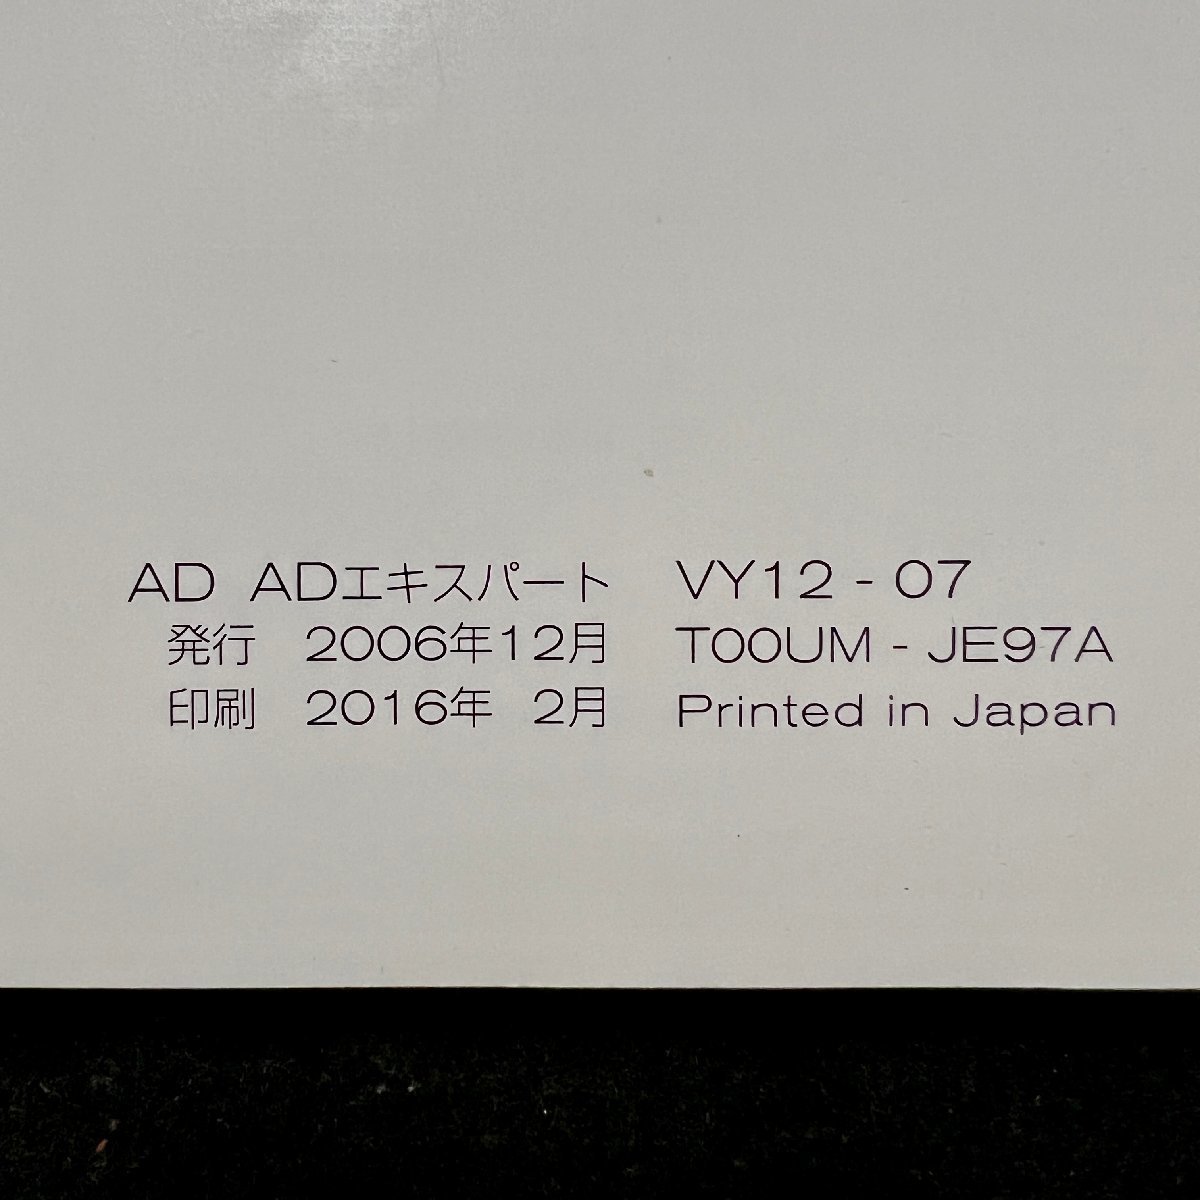 AD ADエキスパート VY12-07
発行 2006年12月 T00UM-JE97A
印刷 2016年 2月 Printed in Japan